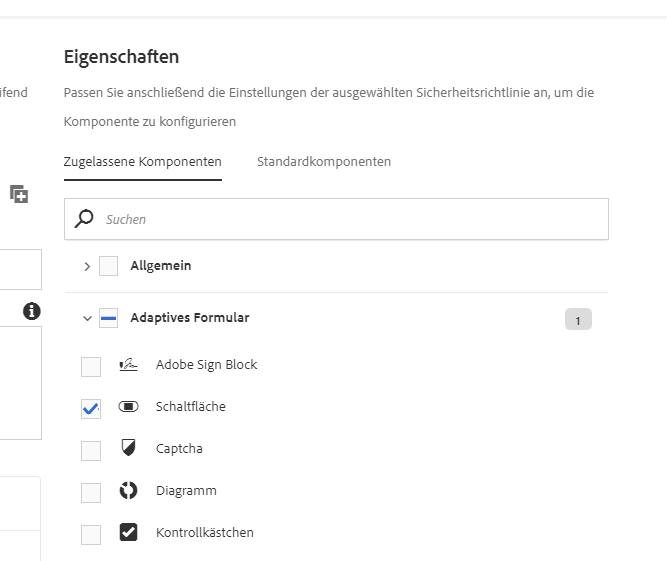 Eigenschaften
ifend
Passen Sie anschließend die Einstellungen der ausgewählten Sicherheitsrichtlinie an, um die
Komponente zu konfigurieren
Zugelassene Komponenten
Standardkomponenten
Suchen
Allgemein
Adaptives Formular
1
Adobe Sign Block
Schaltfläche
Captcha
Diagramm
Kontrollkästchen